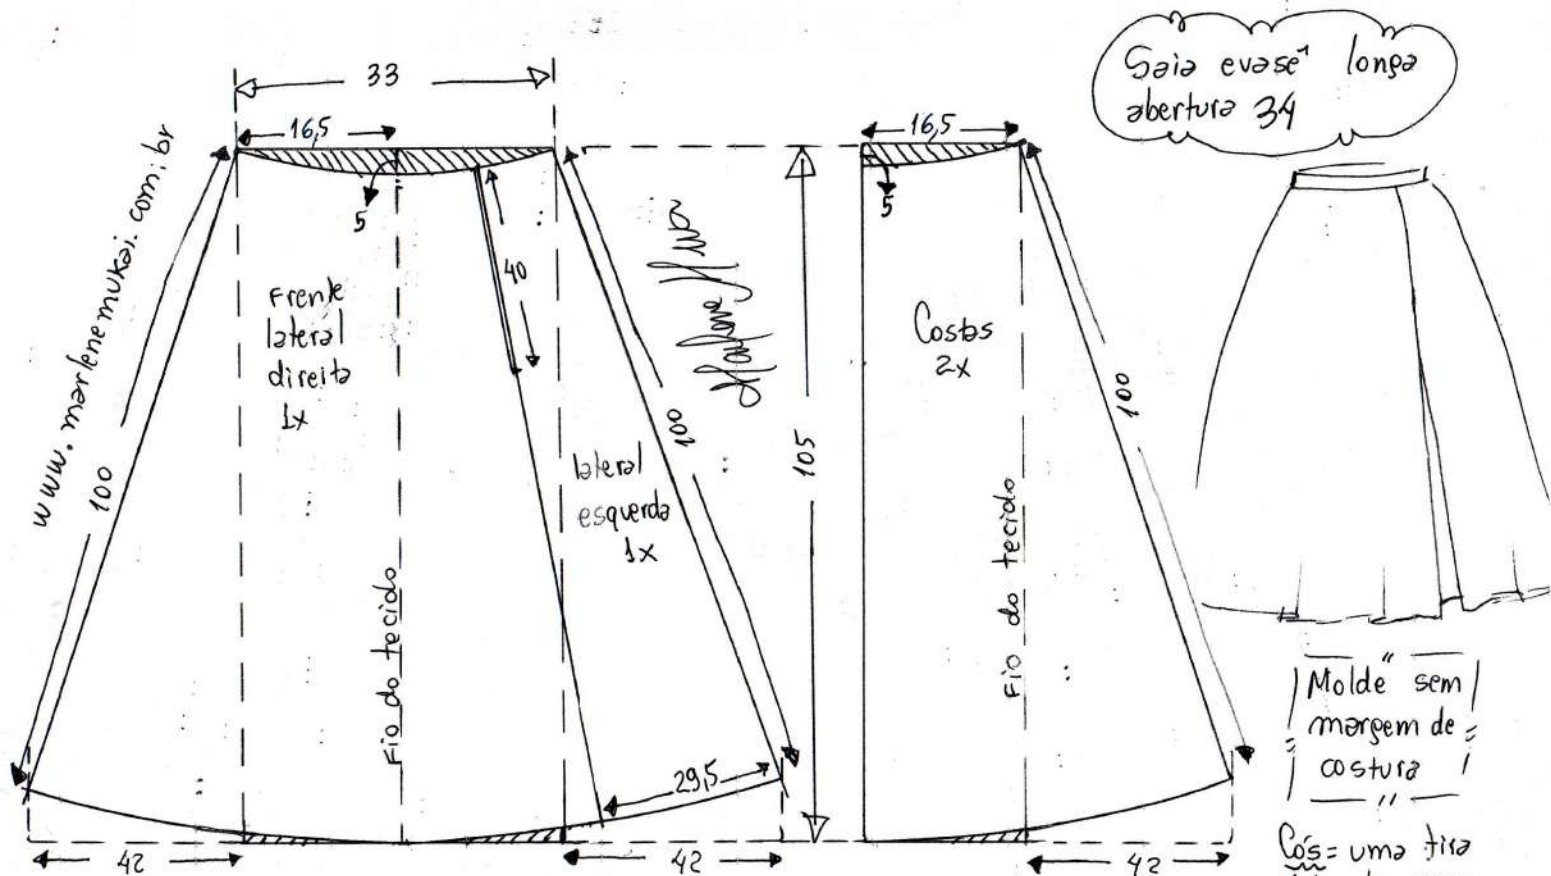 Saia evasê longa
abertura 34
www.marlenemukai.com.br
33
16,5
5
Frente
lateral
direita
1x
40
100
Fio do tecido
lateral
esquerda
1x
100
29,5
42
42
105
16,5
5
Costas
2x
Fio do tecido
100
42
Molde sem
margem de
costura
Cós = uma tira